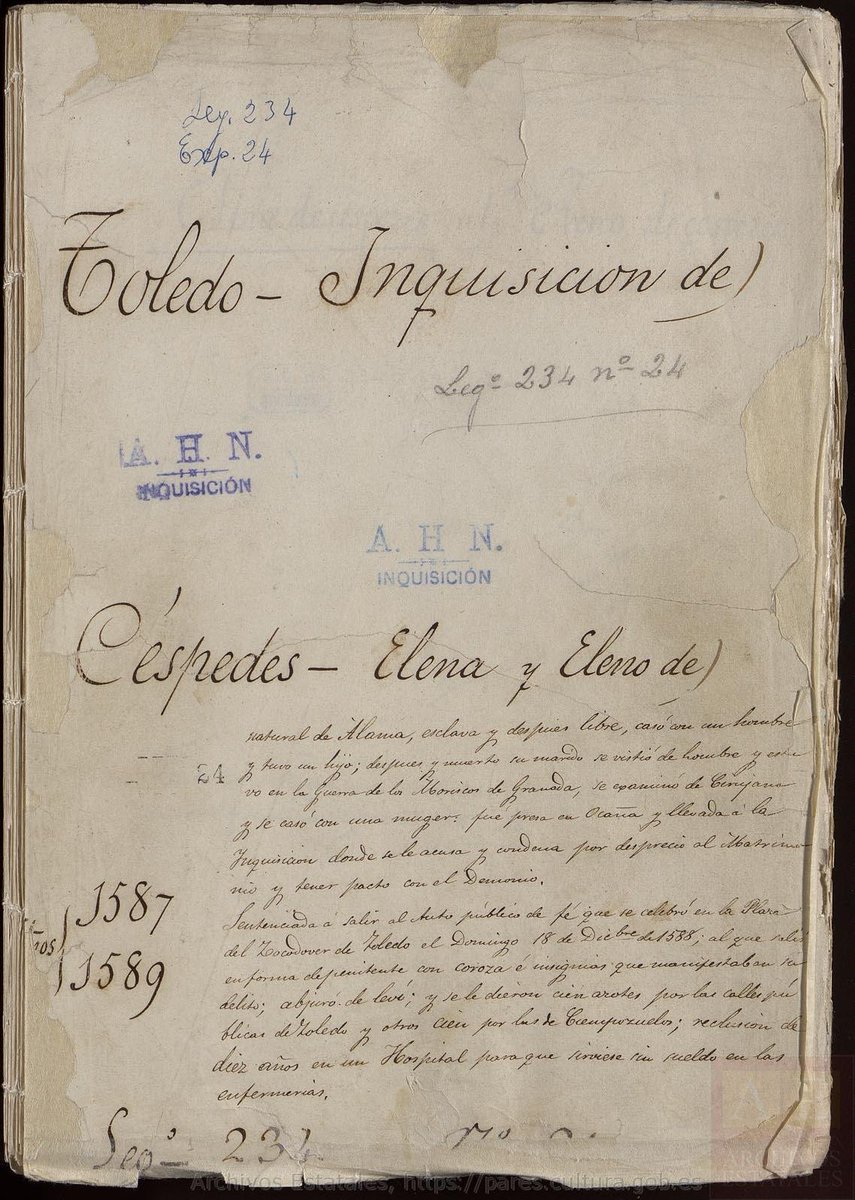 Leg. 234
Exp. 24
Toledo – Inquisicion de)
Legº 234 nº 24
A. H. N.
INQUISICIÓN
A. H N.
INQUISICIÓN
Céspedes – Elena y Eleno de)
natural de Alama, esclava y despues libre, casó con un hombre
24 y tuvo un hijo; despues y muerto su marido se vistió de hombre y estu
vo en la Guerra de los Moriscos de Granada, se examinó de Cirujano
y se casó con una muger: fué presa en Ocaña y llevada á la
Inquisicion donde se le acusa y condena por desprecio al Matrimo
nio y tener pacto con el Demonio.
Sentenciada á salir al Auto público de fé que se celebró en la Plaza
del Zocodover de Toledo el Domingo 18 de Dicbre de 1588; al que salió
en forma de penitente con coroza é insignias que manifestaban su
delito; abjuró de leví; y se le dieron cien azotes por las calles pú
blicas de Toledo y otros cien por las de Ciempozuelos; reclusion de
diez años en un Hospital para que sirviese sin sueldo en las
enfermerias.
1587
1589
Legº 234 nº
Archivos Estatales, https://pares.cultura.gob.es